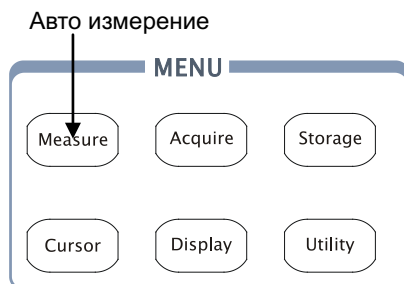 Авто измерение
MENU
Measure Acquire Storage
Cursor Display Utility